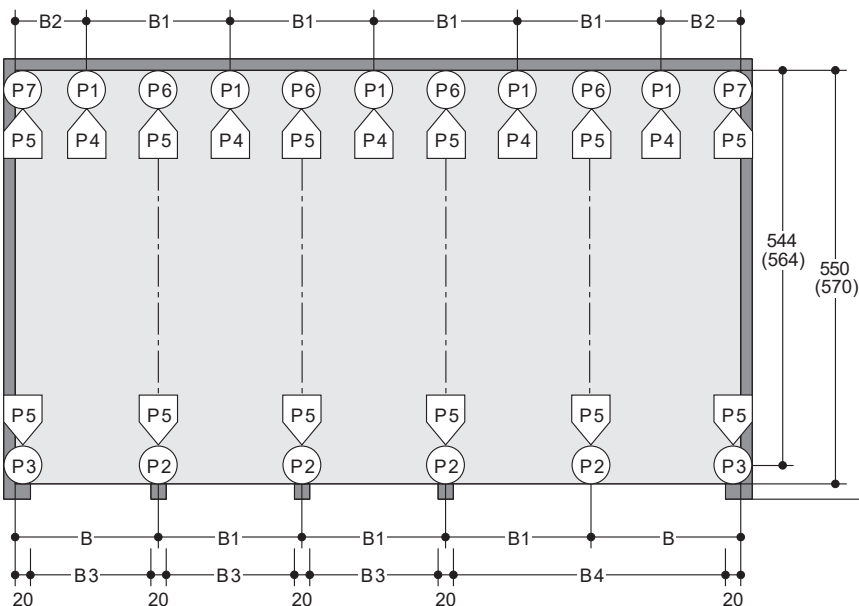 B2 B1 B1 B1 B1 B2
P7 P1 P6 P1 P6 P1 P6 P1 P6 P1 P7
P5 P4 P5 P4 P5 P4 P5 P4 P5 P4 P5
544
(564)
550
(570)
P5 P5 P5 P5 P5 P5
P3 P2 P2 P2 P2 P3
B B1 B1 B1 B
B3 B3 B3 B4
20 20 20 20 20